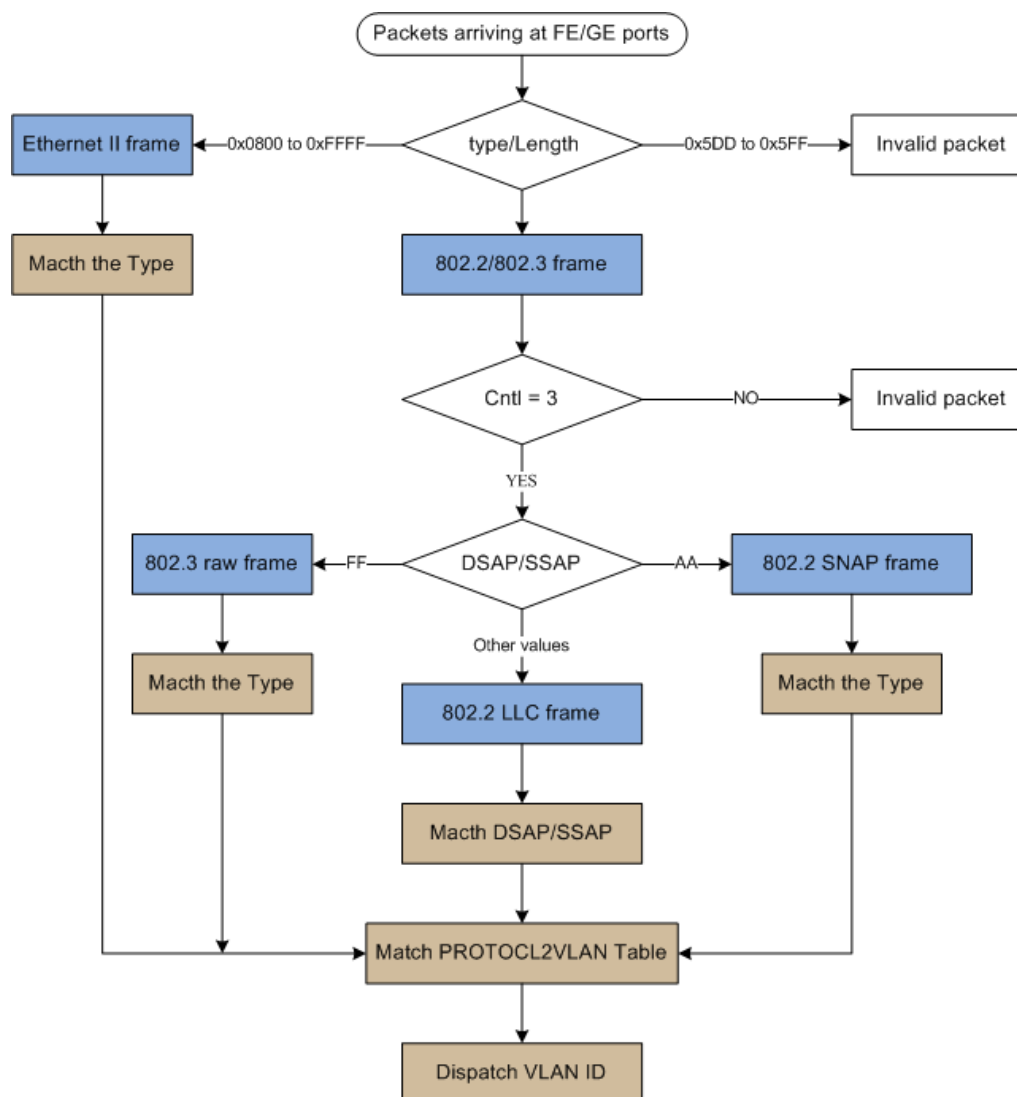 Packets arriving at FE/GE ports
Ethernet II frame
0x0800 to 0xFFFF
type/Length
0x5DD to 0x5FF
Invalid packet
Macth the Type
802.2/802.3 frame
Cntl = 3
NO
Invalid packet
YES
802.3 raw frame
FF
DSAP/SSAP
AA
802.2 SNAP frame
Other values
Macth the Type
Macth the Type
802.2 LLC frame
Macth DSAP/SSAP
Match PROTOCL2VLAN Table
Dispatch VLAN ID